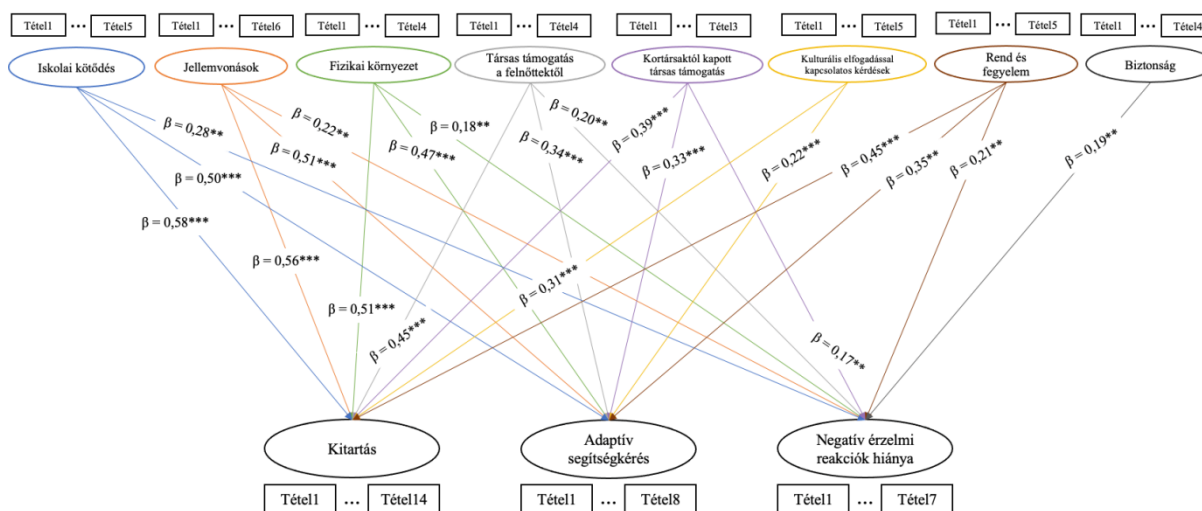 Tétel1 ... Tétel5 Tétel1 ... Tétel6 Tétel1 ... Tétel4 Tétel1 ... Tétel4 Tétel1 ... Tétel3 Tétel1 ... Tétel5 Tétel1 ... Tétel5 Tétel1 ... Tétel4
Iskolai kötődés
Jellemvonások
Fizikai környezet
Társas támogatás
a felnőttektől
Kortársaktól kapott
társas támogatás
Kulturális elfogadással
kapcsolatos kérdések
Rend és
fegyelem
Biztonság
β = 0,28**
β = 0,22**
β = 0,18**
β = 0,20**
β = 0,39***
β = 0,22***
β = 0,45***
β = 0,21**
β = 0,19**
β = 0,50***
β = 0,51***
β = 0,47***
β = 0,34***
β = 0,33***
β = 0,35**
β = 0,58***
β = 0,56***
β = 0,51***
β = 0,45***
β = 0,31***
β = 0,17**
Kitartás
Adaptív
segítségkérés
Negatív érzelmi
reakciók hiánya
Tétel1 ... Tétel14 Tétel1 ... Tétel8 Tétel1 ... Tétel7